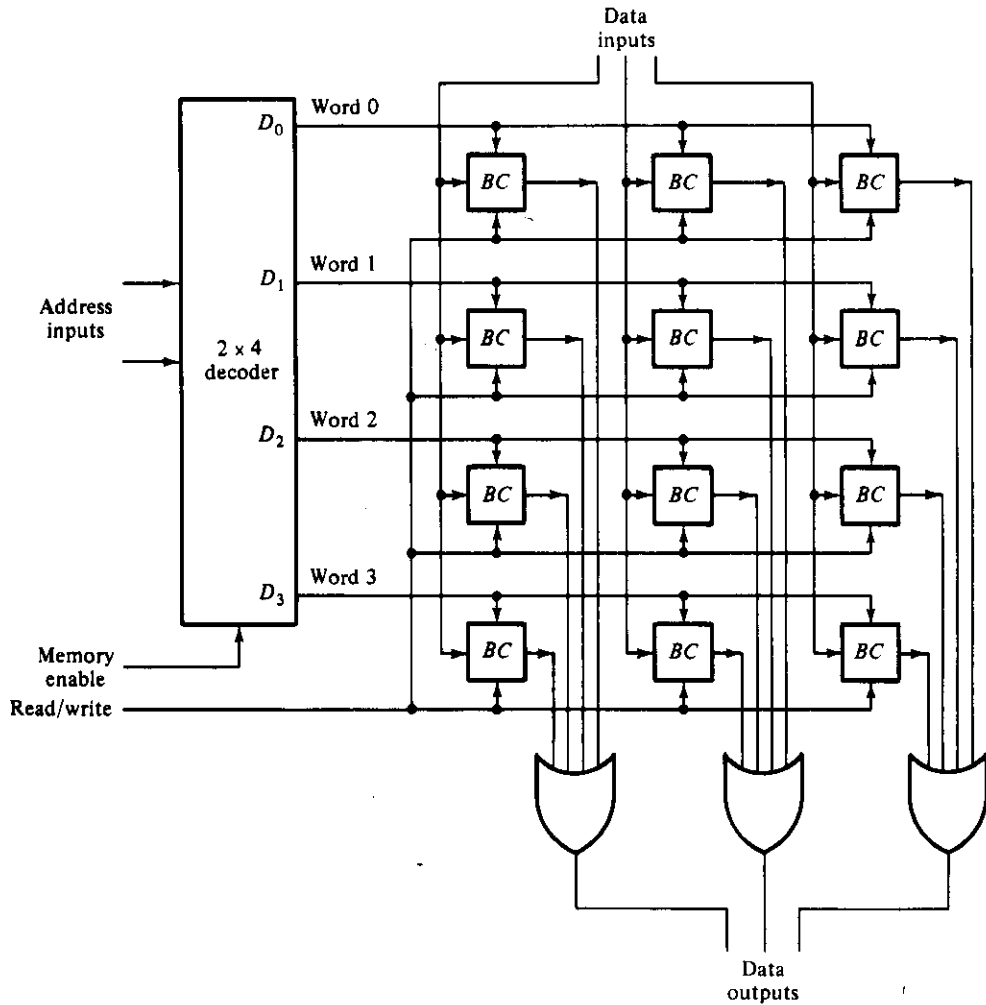 Data
inputs
Word 0
D₀
BC BC BC
Word 1
D₁
Address
inputs
BC BC BC
2 × 4
decoder
Word 2
D₂
BC BC BC
Word 3
D₃
BC BC BC
Memory
enable
Read/write
Data
outputs